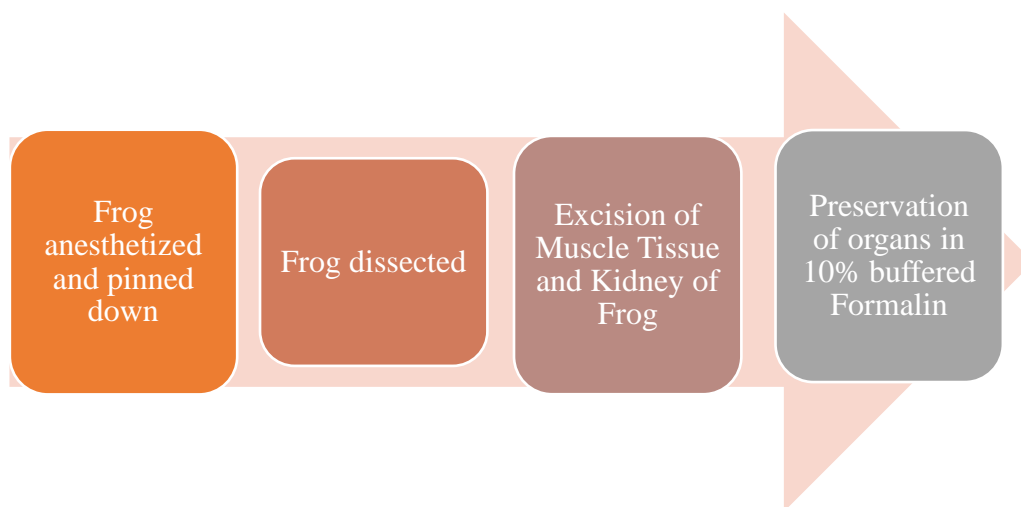 Frog
anesthetized
and pinned
down
Frog dissected
Excision of
Muscle Tissue
and Kidney of
Frog
Preservation
of organs in
10% buffered
Formalin